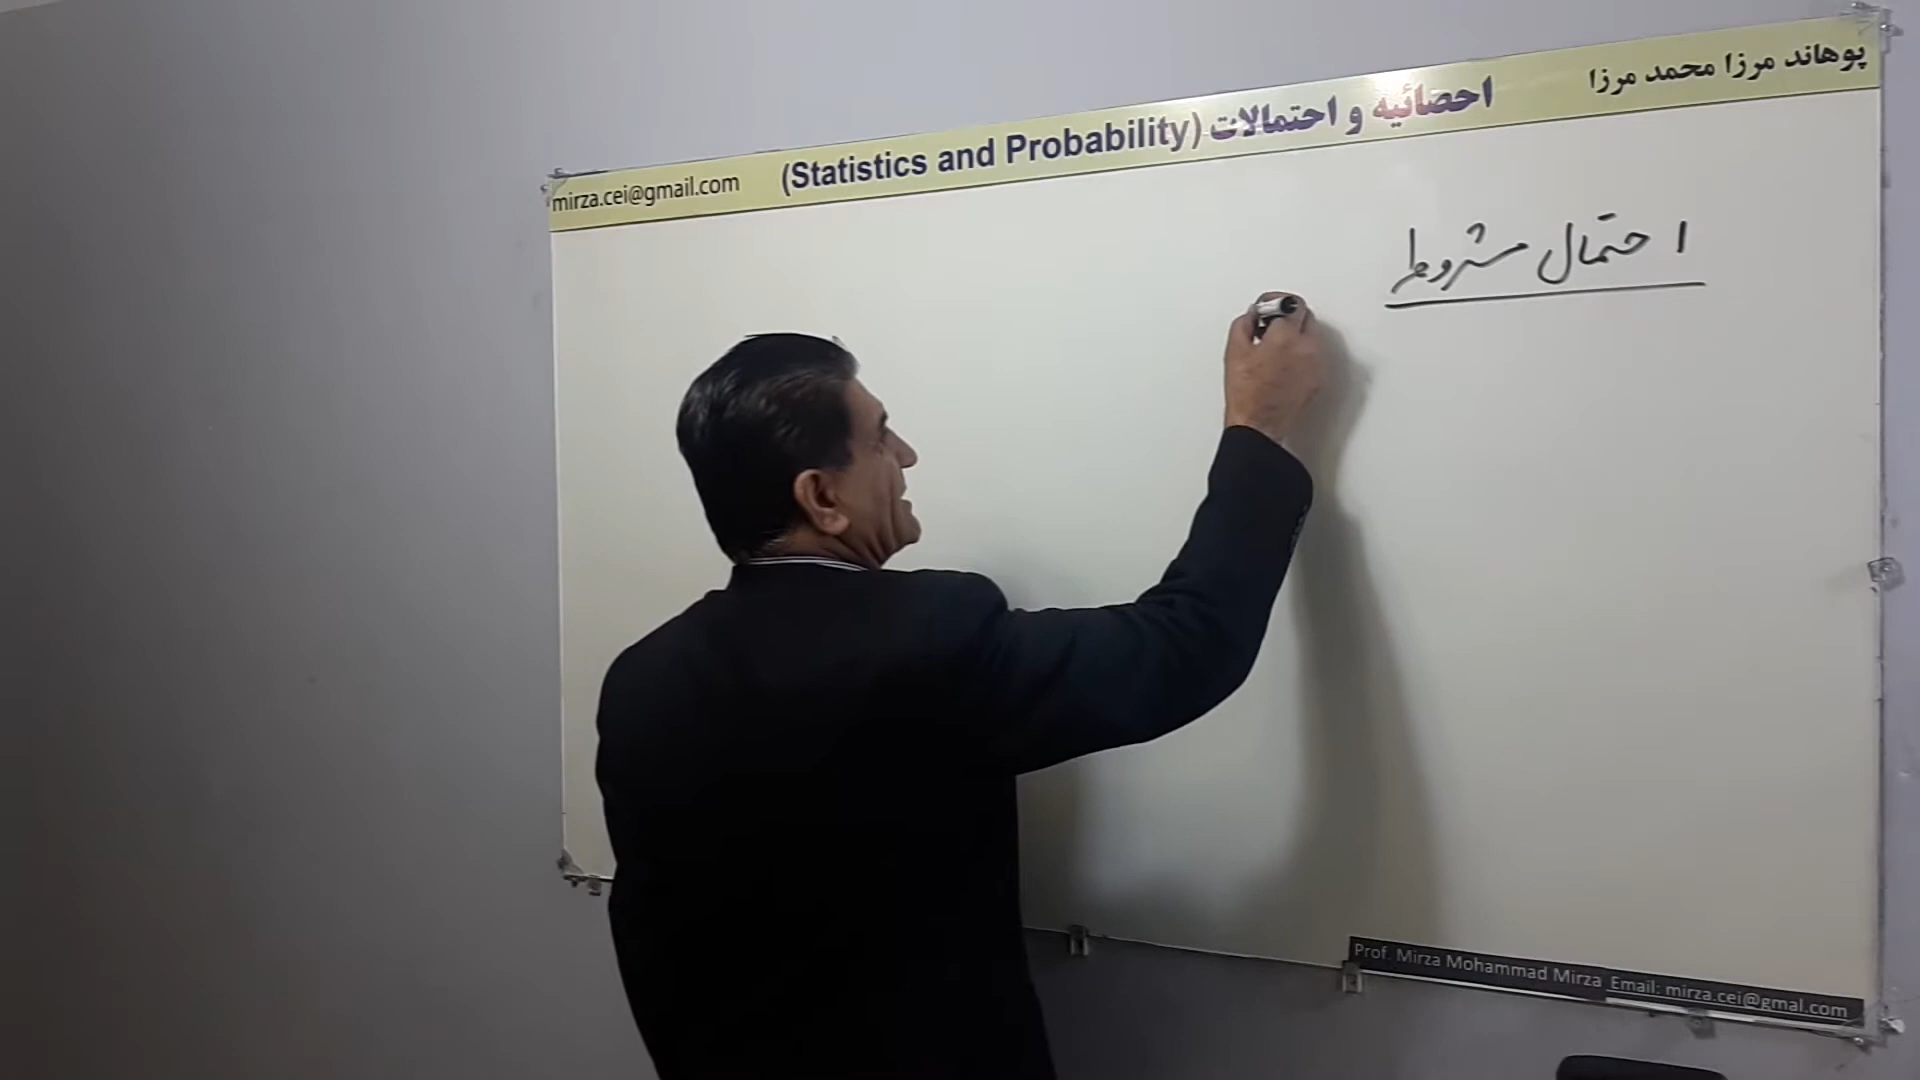 پوهاند مرزا محمد مرزا
احصائیه و احتمالات (Statistics and Probability)
mirza.cei@gmail.com
احتمال مشروط
Prof. Mirza Mohammad Mirza Email: mirza.cei@gmal.com